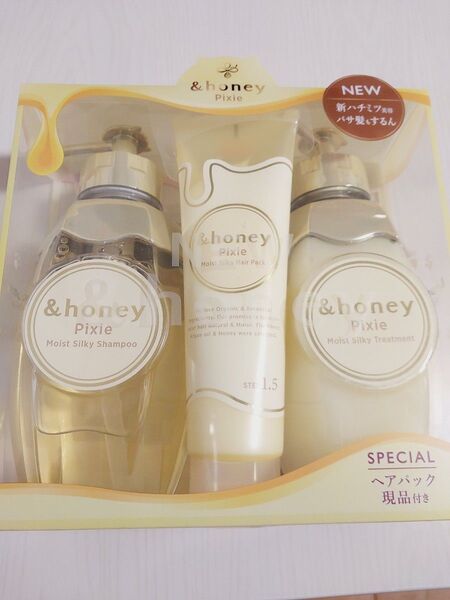 &honey
Pixie
NEW
新ハチミツ美容
パサ髪もするん
&honey
Pixie
Moist Silky Shampoo
&honey
Pixie
Moist Silky Hair Pack
STEP 1.5
&honey
Pixie
Moist Silky Treatment
SPECIAL
ヘアパック
現品付き